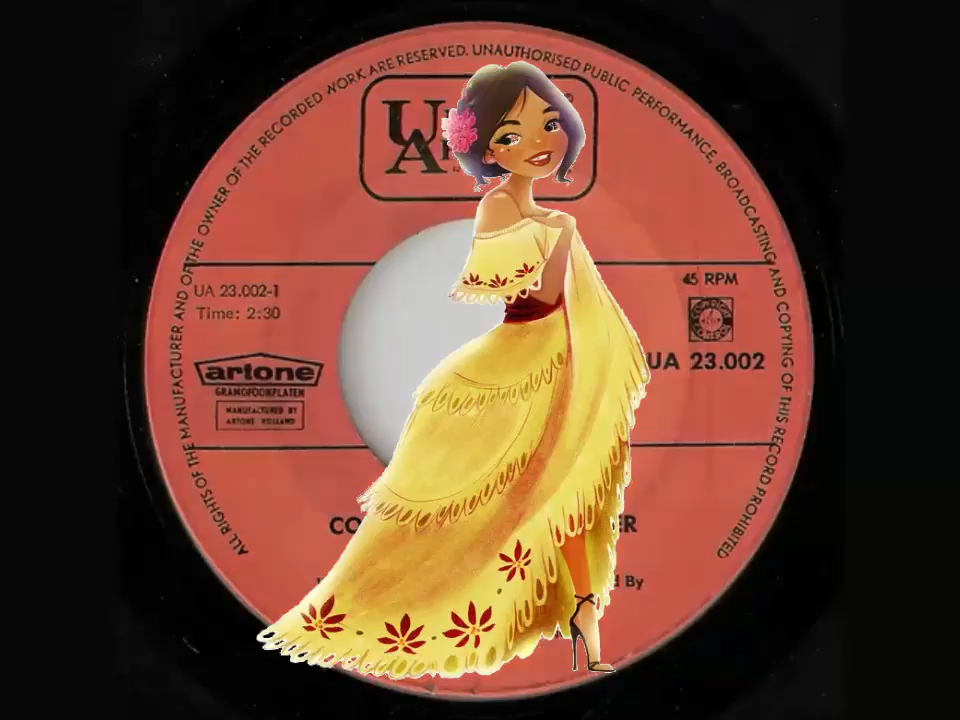 ALL RIGHTS OF THE MANUFACTURER AND OF THE OWNER OF THE RECORDED WORK ARE RESERVED. UNAUTHORISED PUBLIC PERFORMANCE, BROADCASTING AND COPYING OF THIS RECORD PROHIBITED
U
A
UA 23.002-1
Time: 2:30
45 RPM
artone
GRAMOFOONPLATEN
MANUFACTURED BY
ARTONE HOLLAND
UA 23.002
CO ER
d By